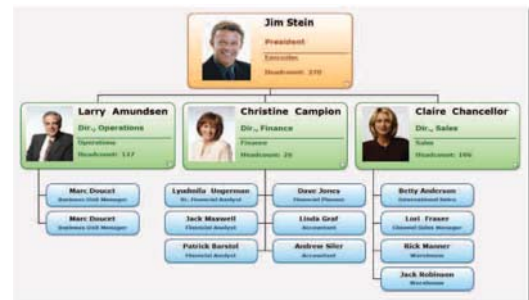 Jim Stein
President
Executive
Headcount: 370
Larry Amundsen
Dir., Operations
Operations
Headcount: 137
Christine Campion
Dir., Finance
Finance
Headcount: 26
Claire Chancellor
Dir., Sales
Sales
Headcount:
Marc Doucet
Business Unit Manager
Marc Doucet
Business Unit Manager
Lyudmila Ungerman
Sr. Financial Analyst
Jack Maxwell
Financial Analyst
Patrick Barstol
Financial Analyst
Dave Jones
Financial Planner
Linda Graf
Accountant
Andrew Siler
Accountant
Betty Anderson
International Sales
Lori Fraser
Channel Sales Manager
Rick Manner
Warehouse
Jack Robinson
Warehouse